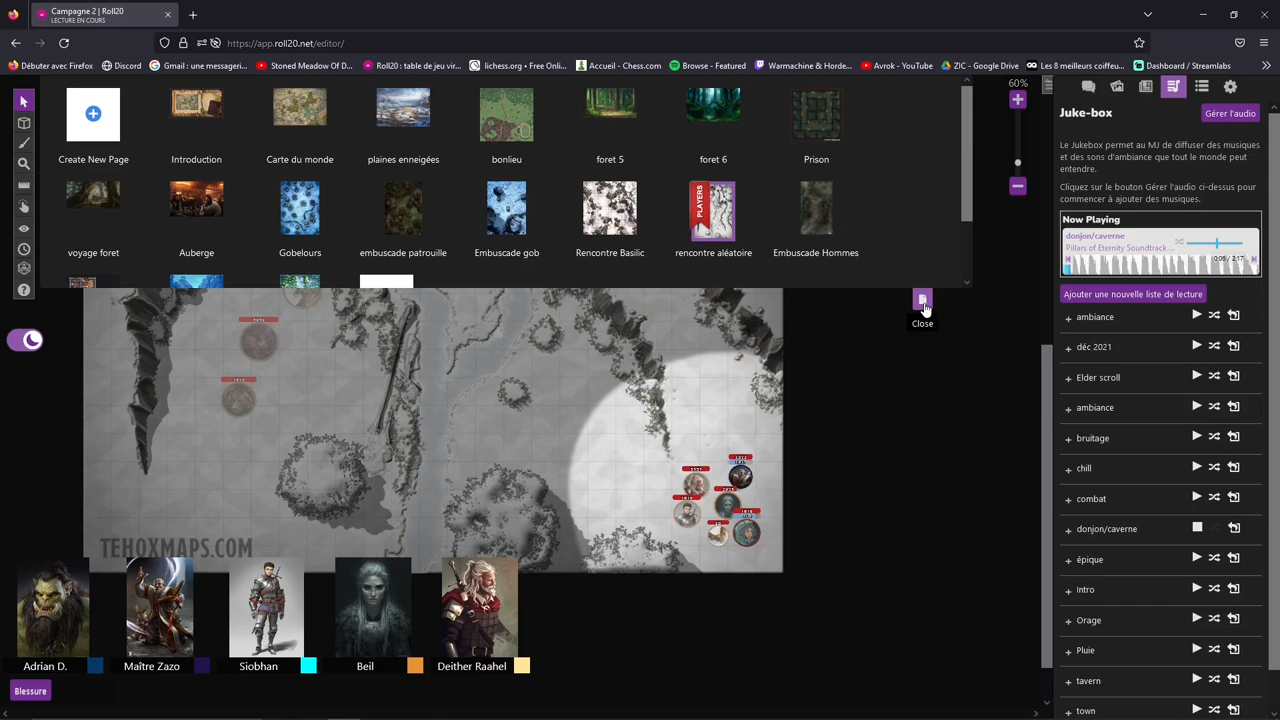 Campagne 2 | Roll20
LECTURE EN COURS
https://app.roll20.net/editor/
Débuter avec Firefox
Discord
Gmail : une messageri...
Stoned Meadow Of D...
Roll20 : table de jeu vir...
lichess.org • Free Onli...
Accueil - Chess.com
Browse - Featured
Warmachine & Horde...
Avrok - YouTube
ZIC - Google Drive
Les 8 meilleurs coiffeu...
Dashboard / Streamlabs
Create New Page
Introduction
Carte du monde
plaines enneigées
bonlieu
foret 5
foret 6
Prison
PLAYERS
voyage foret
Auberge
Gobelours
embuscade patrouille
Embuscade gob
Rencontre Basilic
rencontre aléatoire
Embuscade Hommes
60%
Close
TEHOXMAPS.COM
Adrian D.
Maître Zazo
Siobhan
Beil
Deither Raahel
Blessure
Juke-box
Gérer l'audio
Le Jukebox permet au MJ de diffuser des musiques
et des sons d'ambiance que tout le monde peut
entendre.
Cliquez sur le bouton Gérer l'audio ci-dessus pour
commencer à ajouter des musiques.
Now Playing
donjon/caverne
Pillars of Eternity Soundtrack ...
0:06 / 2:17
Ajouter une nouvelle liste de lecture
ambiance
déc 2021
Elder scroll
ambiance
bruitage
chill
combat
donjon/caverne
épique
Intro
Orage
Pluie
tavern
town